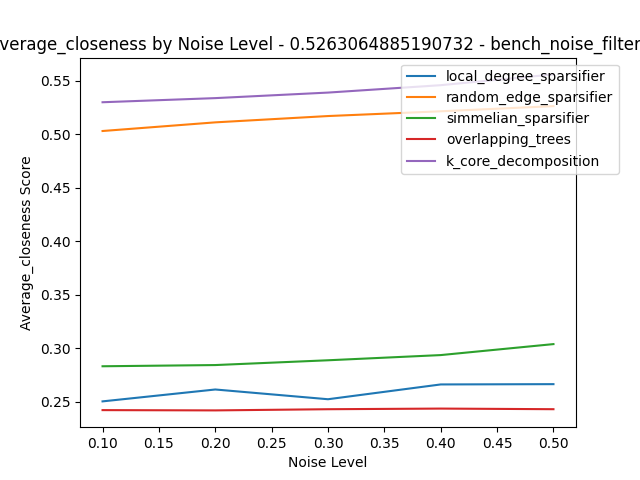 verage_closeness by Noise Level - 0.5263064885190732 - bench_noise_filter
local_degree_sparsifier
random_edge_sparsifier
simmelian_sparsifier
overlapping_trees
k_core_decomposition
Average_closeness Score
0.55
0.50
0.45
0.40
0.35
0.30
0.25
0.10 0.15 0.20 0.25 0.30 0.35 0.40 0.45 0.50
Noise Level